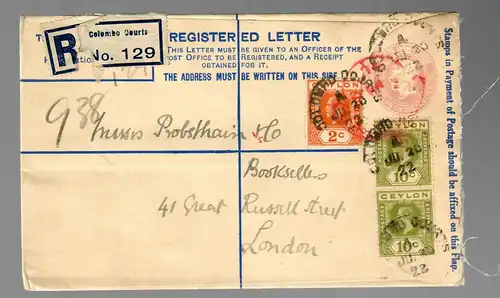 REGISTERED LETTER
THIS LETTER MUST BE GIVEN TO AN OFFICER OF THE
POST OFFICE TO BE REGISTERED, AND A RECEIPT
OBTAINED FOR IT.
THE ADDRESS MUST BE WRITTEN ON THIS SIDE.
R
Colombo Courts
No. 129
Stamps in Payment of Postage should be affixed on this Flap.
938
Messrs Probsthain & Co
Booksellers
41 Great Russell Street
London
2c
10c
CEYLON
10c